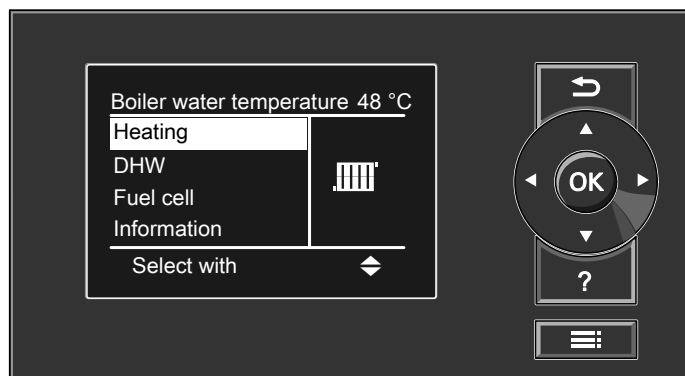 Boiler water temperature 48 °C
Heating
DHW
Fuel cell
Information
Select with
OK
?